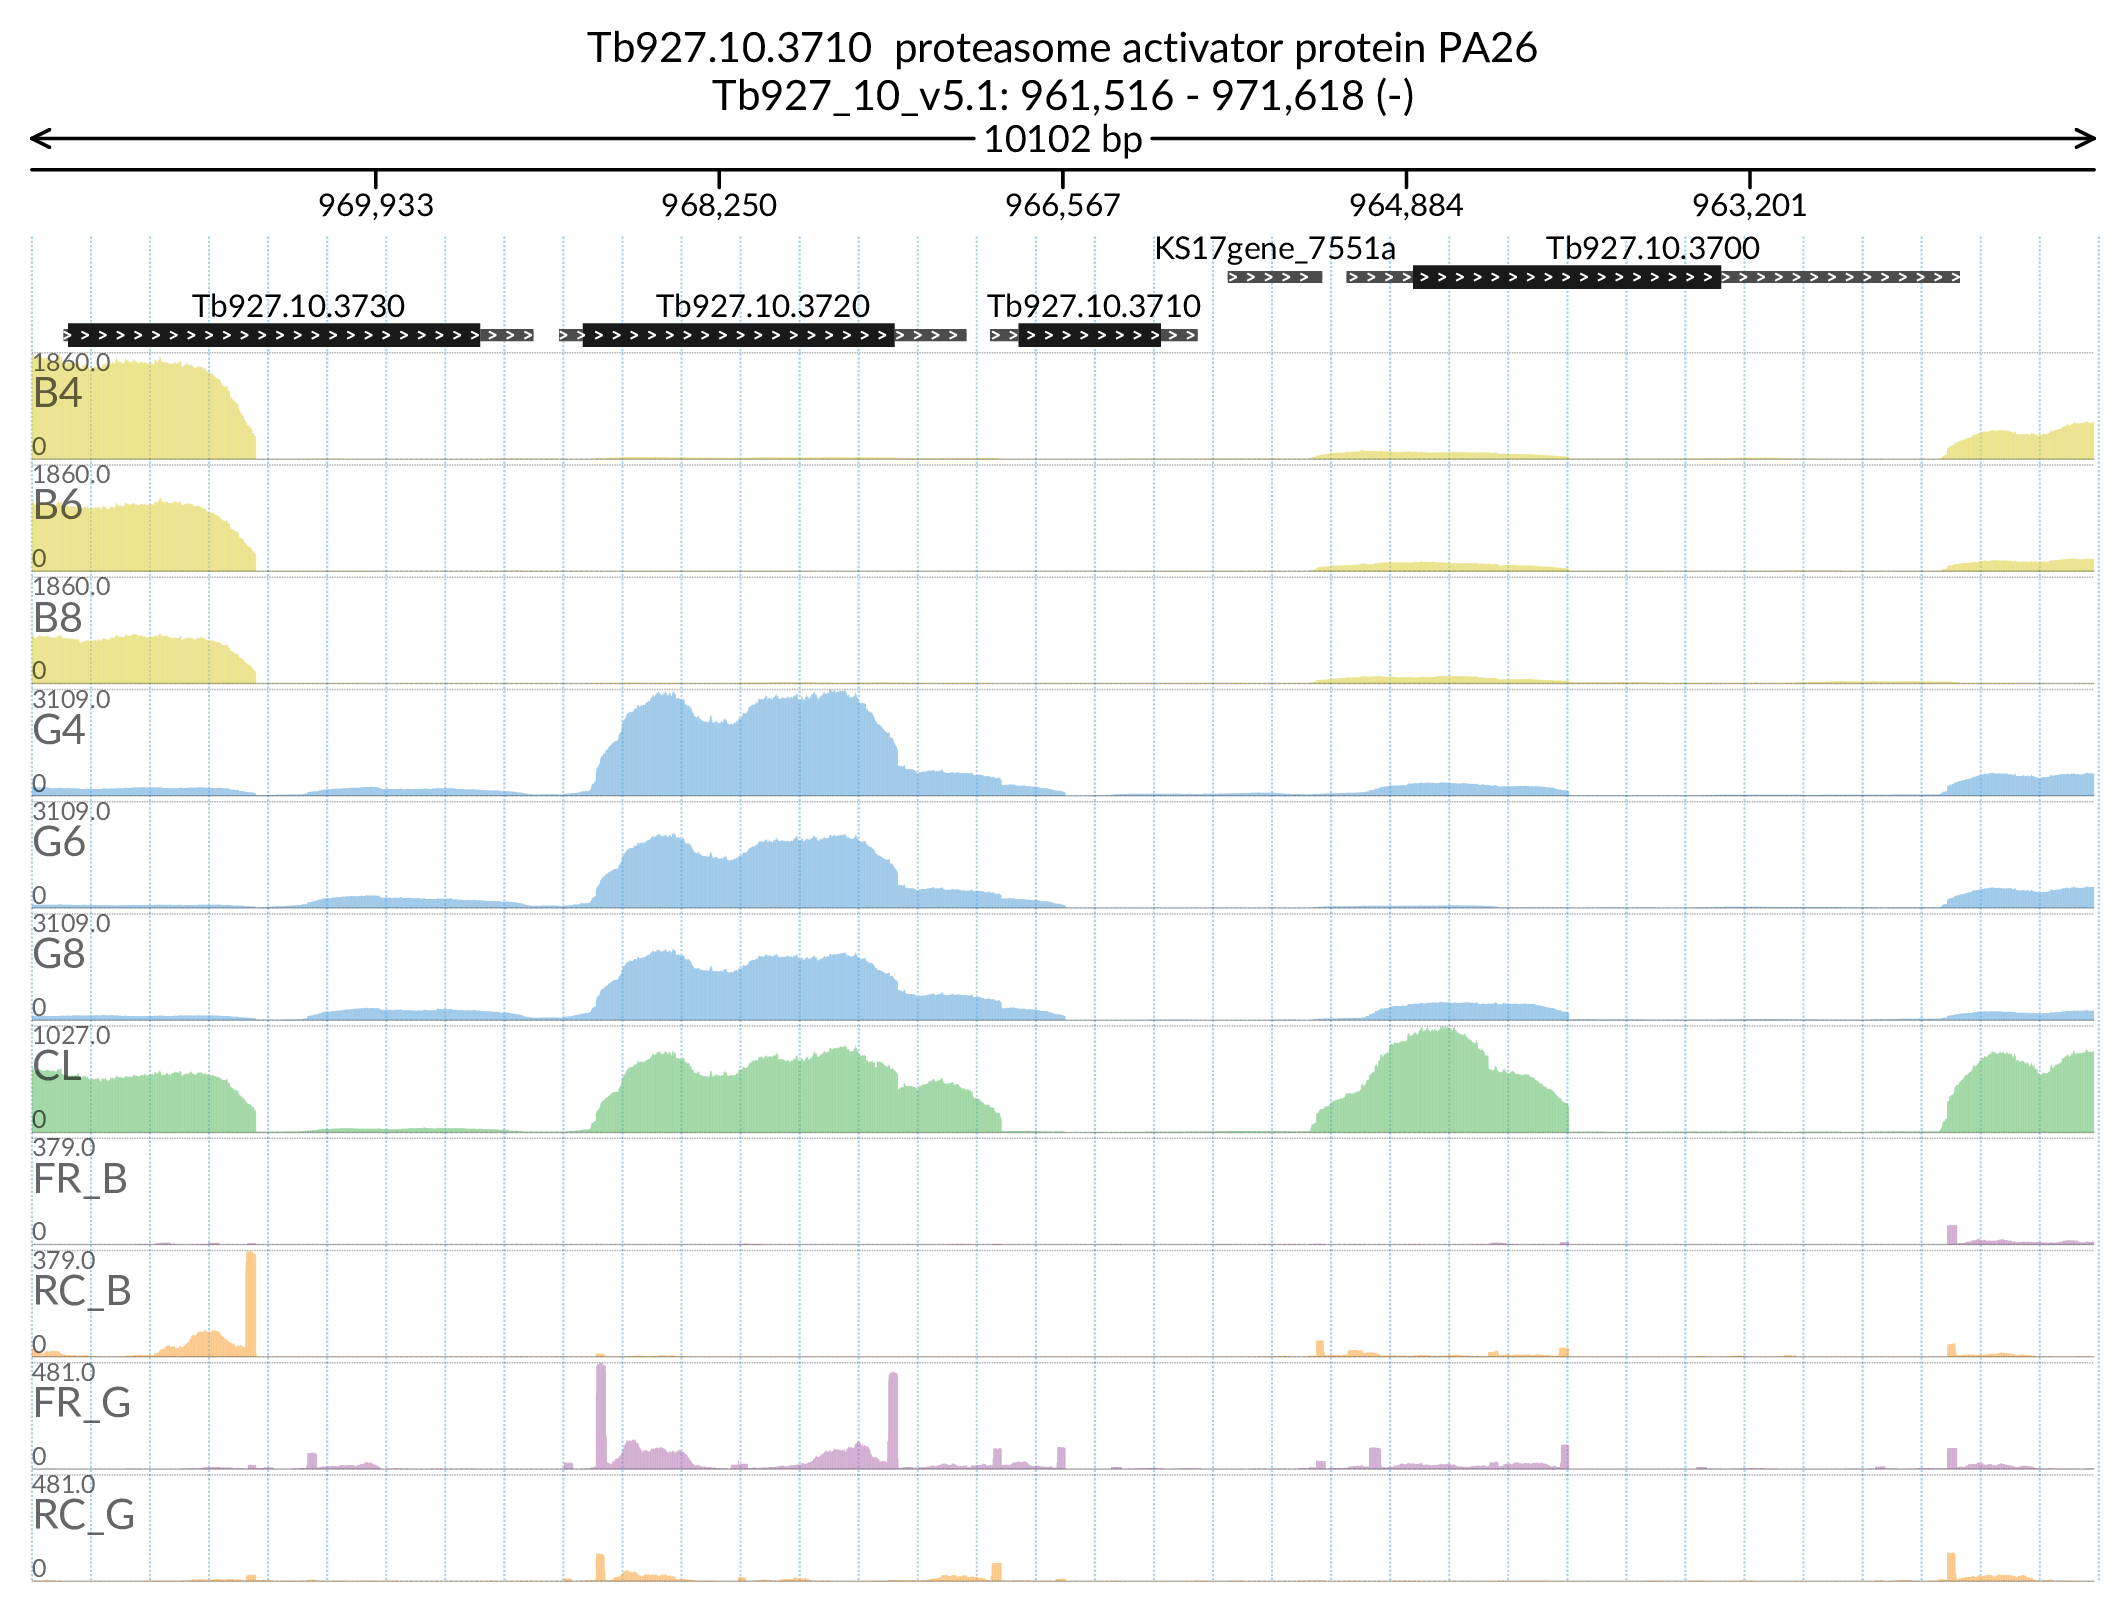 Tb927.10.3710  proteasome activator protein PA26
Tb927_10_v5.1: 961,516 - 971,618 (-)
10102 bp
969,933 968,250 966,567 964,884 963,201
KS17gene_7551a Tb927.10.3700
Tb927.10.3730 Tb927.10.3720 Tb927.10.3710
1860.0
B4
0
1860.0
B6
0
1860.0
B8
0
3109.0
G4
0
3109.0
G6
0
3109.0
G8
0
1027.0
CL
0
379.0
FR_B
0
379.0
RC_B
0
481.0
FR_G
0
481.0
RC_G
0